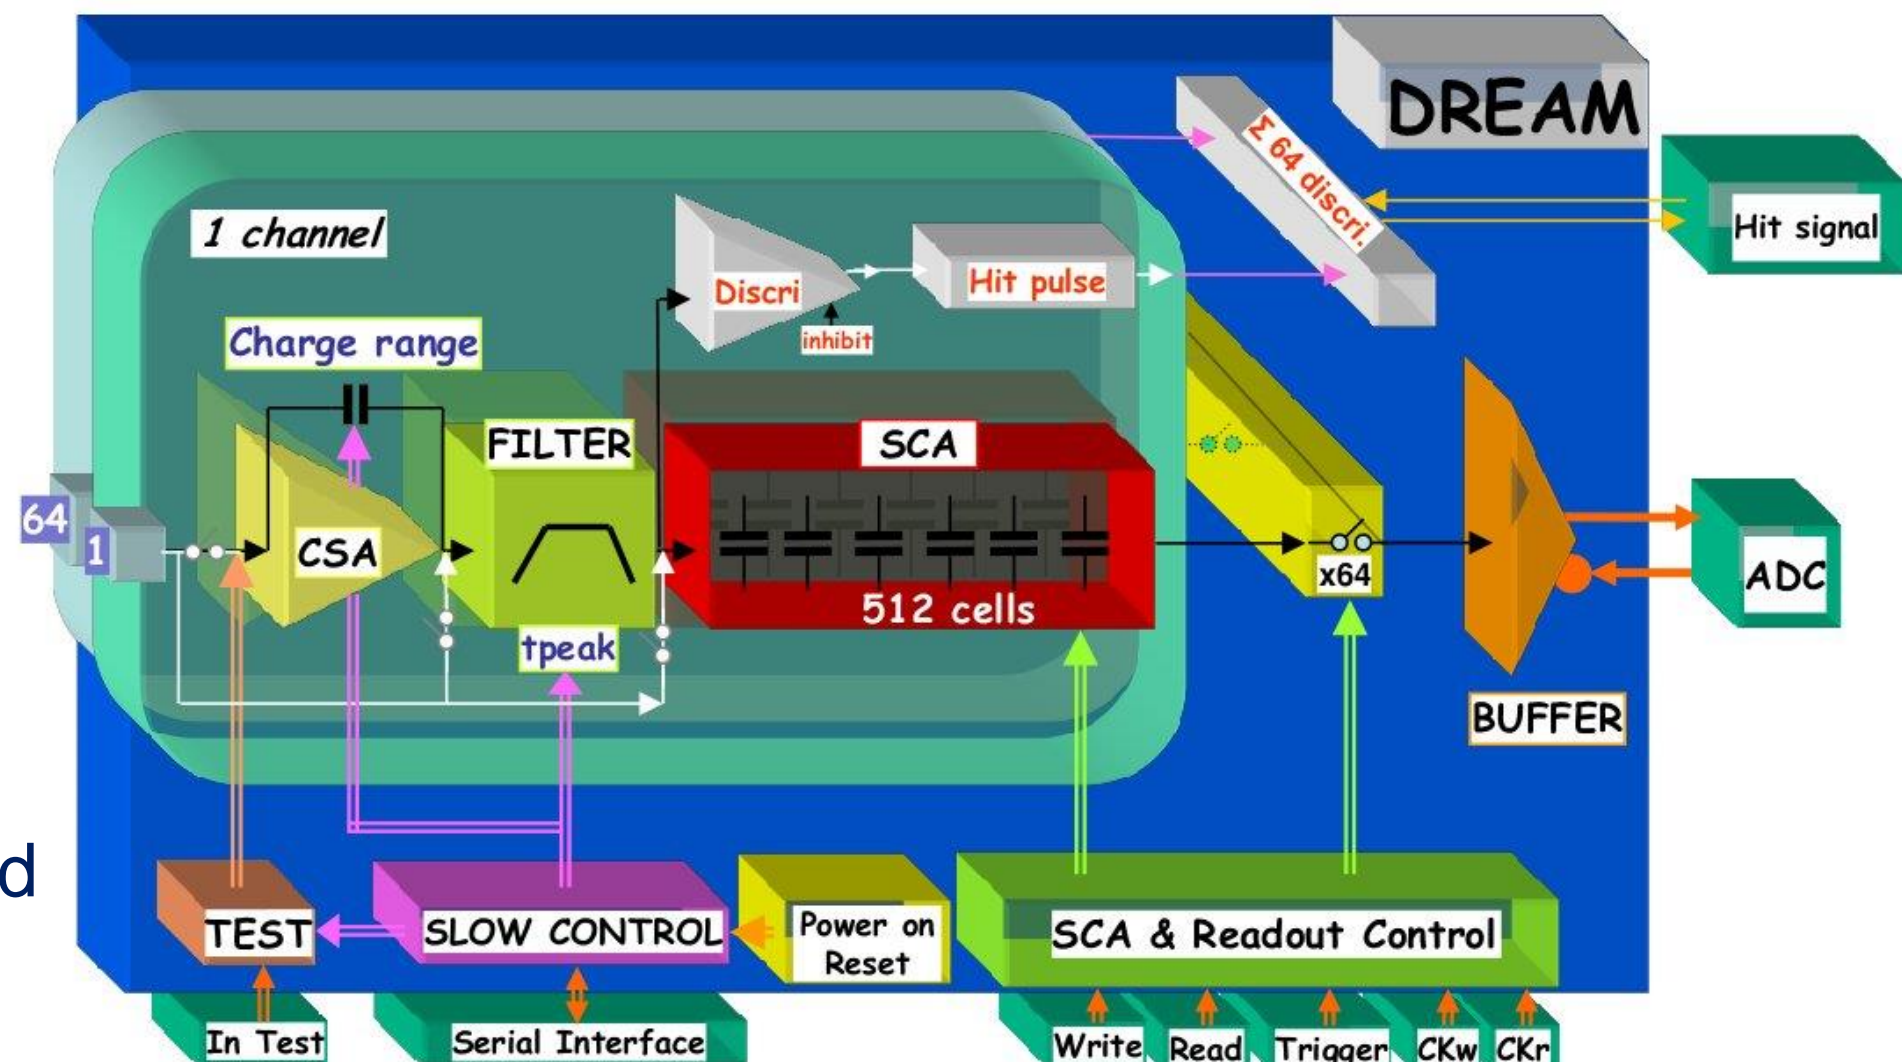 DREAM
Σ 64 discri.
Hit signal
1 channel
Discri
Hit pulse
inhibit
Charge range
FILTER
SCA
64
1
CSA
x64
ADC
512 cells
tpeak
BUFFER
d
TEST
SLOW CONTROL
Power on
Reset
SCA & Readout Control
In Test
Serial Interface
Write
Read
Trigger
CKw
CKr